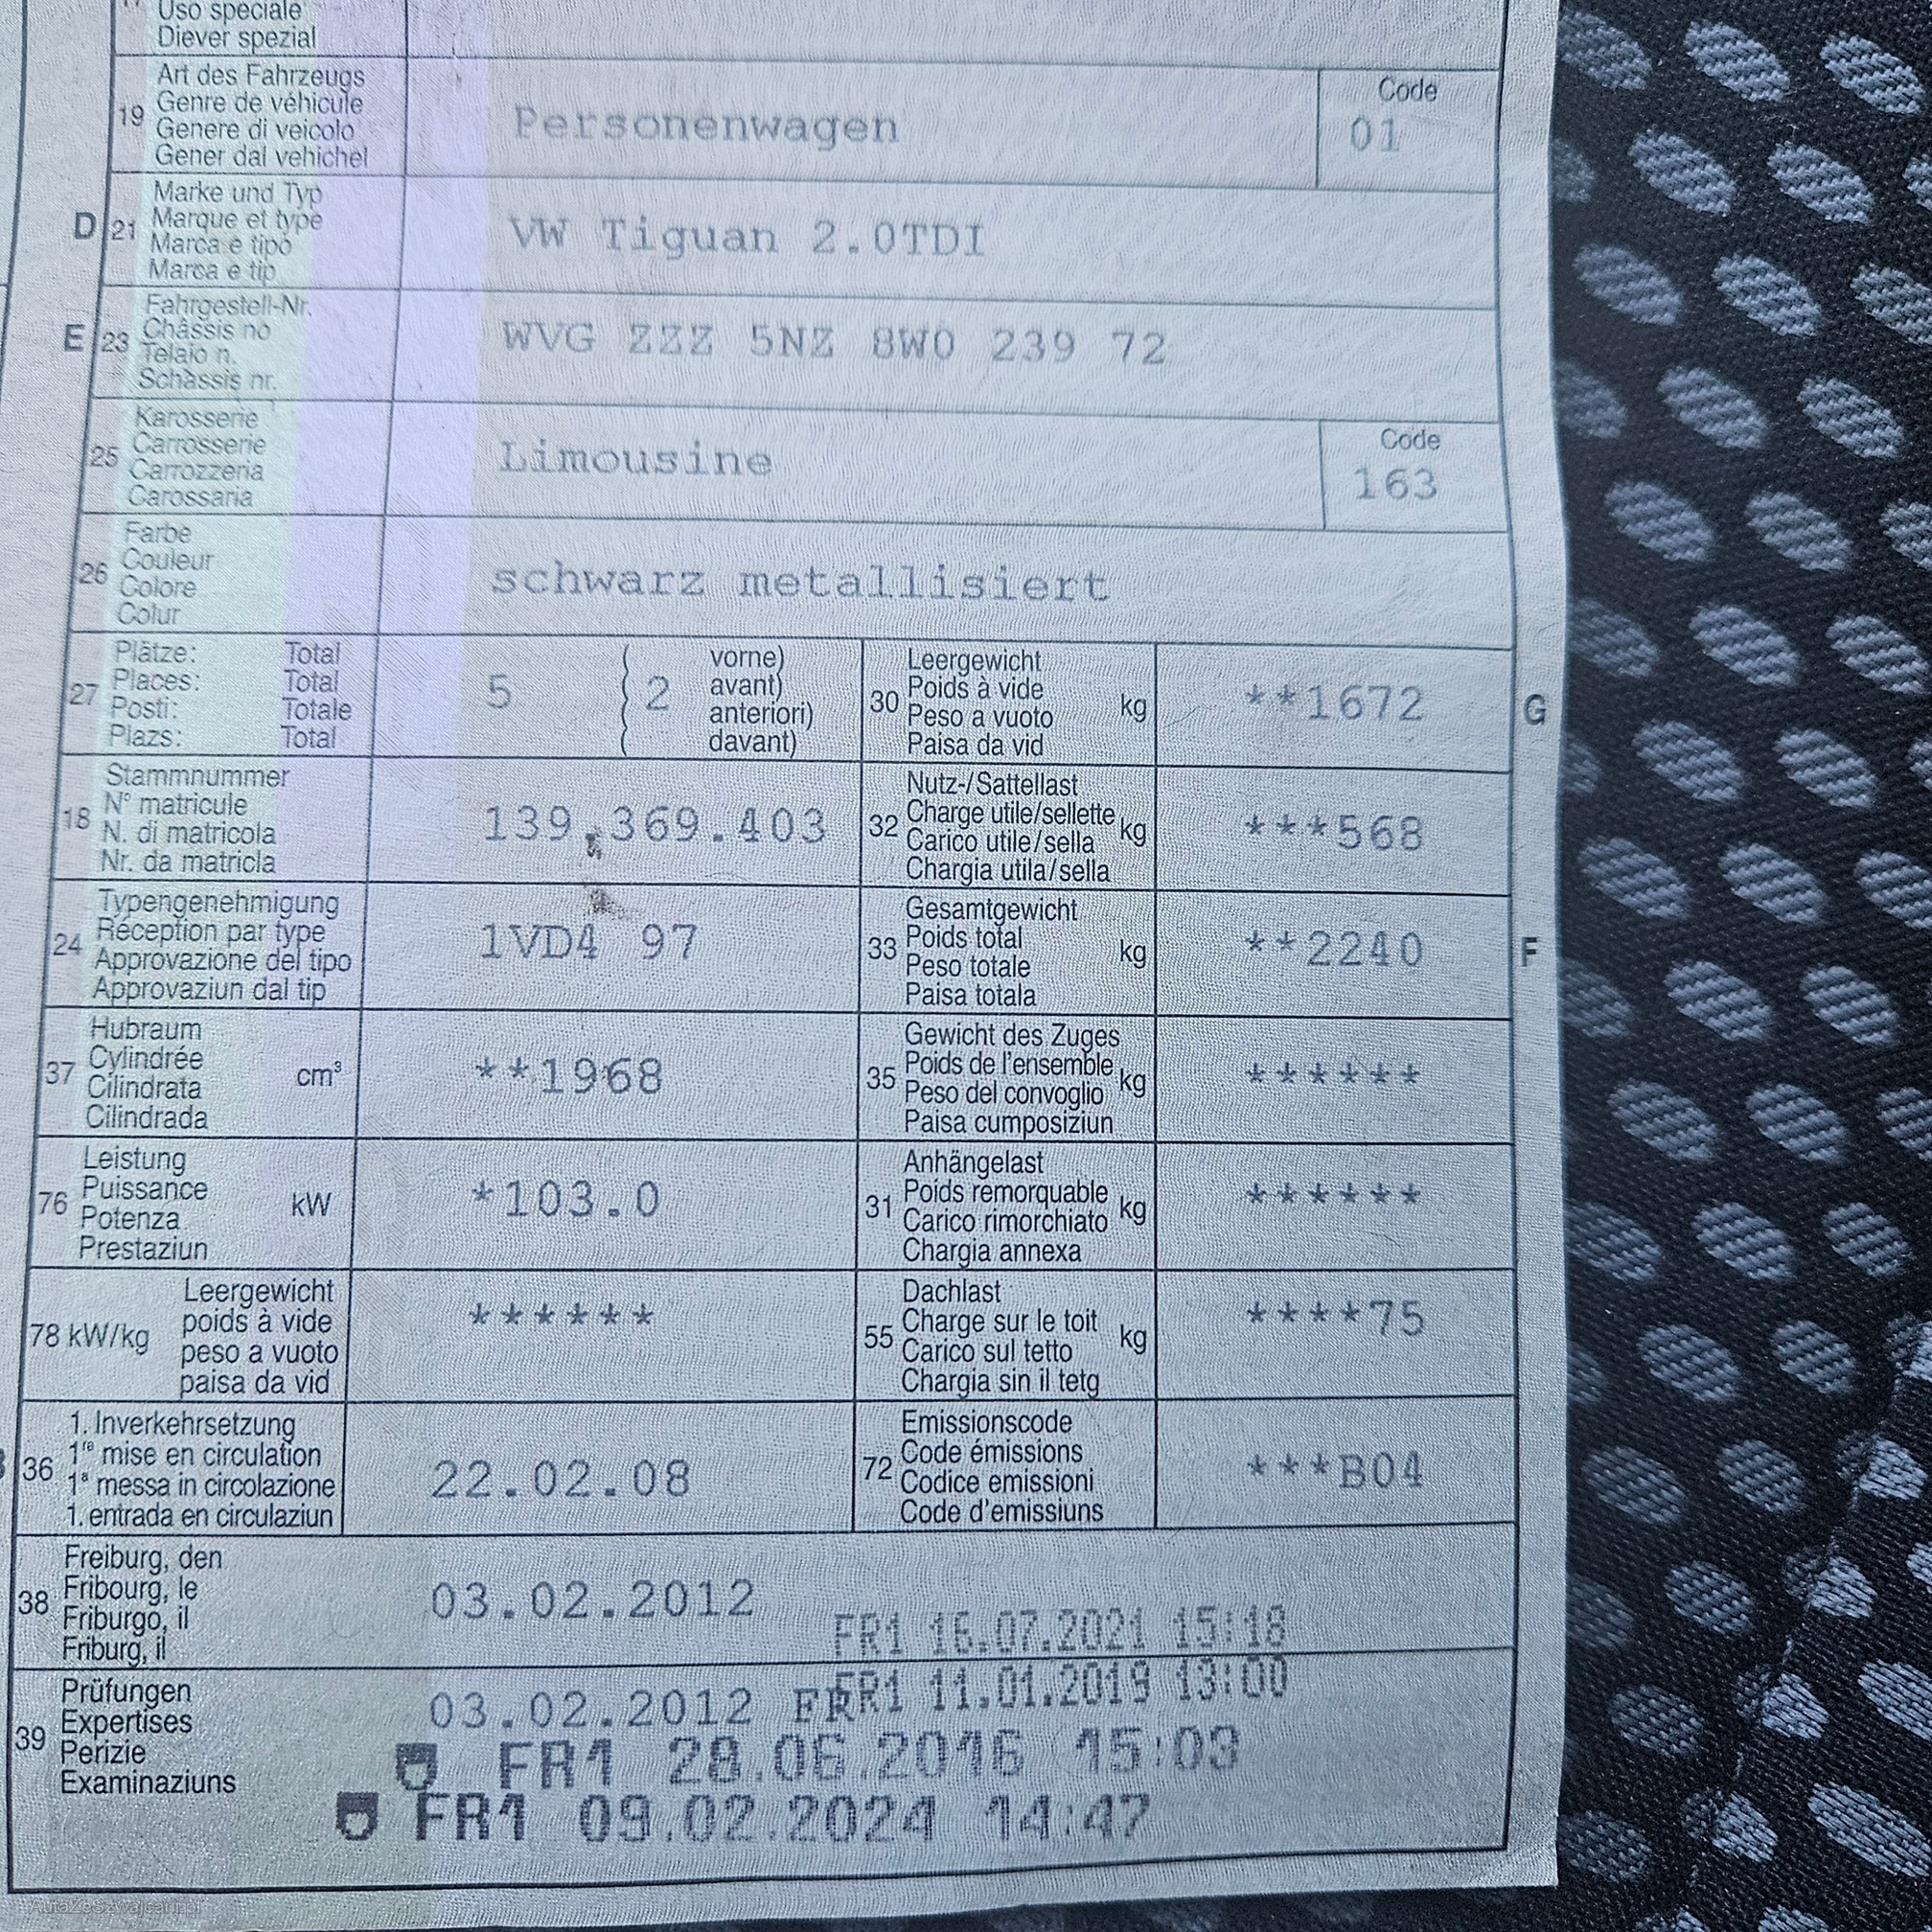 17 Uso speciale
Diever spezial
19 Art des Fahrzeugs
Genre de véhicule
Genere di veicolo
Gener dal vehichel
Personenwagen
Code
01
D 21 Marke und Typ
Marque et type
Marca e tipo
Marca e tip
VW Tiguan 2.0TDI
E 23 Fahrgestell-Nr.
Châssis no
Telaio n.
Schassis nr.
WVG ZZZ 5NZ 8W0 239 72
25 Karosserie
Carrosserie
Carrozzeria
Carossaria
Limousine
Code
163
26 Farbe
Couleur
Colore
Colur
schwarz metallisiert
27 Plätze: Total
Places: Total
Posti: Totale
Plazs: Total
5 ( 2 vorne)
( avant)
( anteriori)
( davant)
30 Leergewicht
Poids à vide
Peso a vuoto
Paisa da vid
kg
**1672
G
18 Stammnummer
N° matricule
N. di matricola
Nr. da matricla
139.369.403
32 Nutz-/Sattellast
Charge utile/sellette
Carico utile/sella
Chargia utila/sella
kg
***568
24 Typengenehmigung
Réception par type
Approvazione del tipo
Approvaziun dal tip
1VD4 97
33 Gesamtgewicht
Poids total
Peso totale
Paisa totala
kg
**2240
F
37 Hubraum
Cylindrée
Cilindrata
Cilindrada
cm³
**1968
35 Gewicht des Zuges
Poids de l'ensemble
Peso del convoglio
Paisa cumposiziun
kg
******
76 Leistung
Puissance
Potenza
Prestaziun
kW
*103.0
31 Anhängelast
Poids remorquable
Carico rimorchiato
Chargia annexa
kg
******
78 kW/kg
Leergewicht
poids à vide
peso a vuoto
paisa da vid
******
55 Dachlast
Charge sur le toit
Carico sul tetto
Chargia sin il tetg
kg
****75
B 36 1. Inverkehrsetzung
1re mise en circulation
1a messa in circolazione
1. entrada en circulaziun
22.02.08
72 Emissionscode
Code émissions
Codice emissioni
Code d'emissiuns
***B04
38 Freiburg, den
Fribourg, le
Friburgo, il
Friburg, il
03.02.2012
FR1 16.07.2021 15:18
39 Prüfungen
Expertises
Perizie
Examinaziuns
03.02.2012 FR
FR1 11.01.2019 13:00
FR1 28.06.2016 15:03
FR1 09.02.2024 14:47
AutaZeSzwajcarii.pl